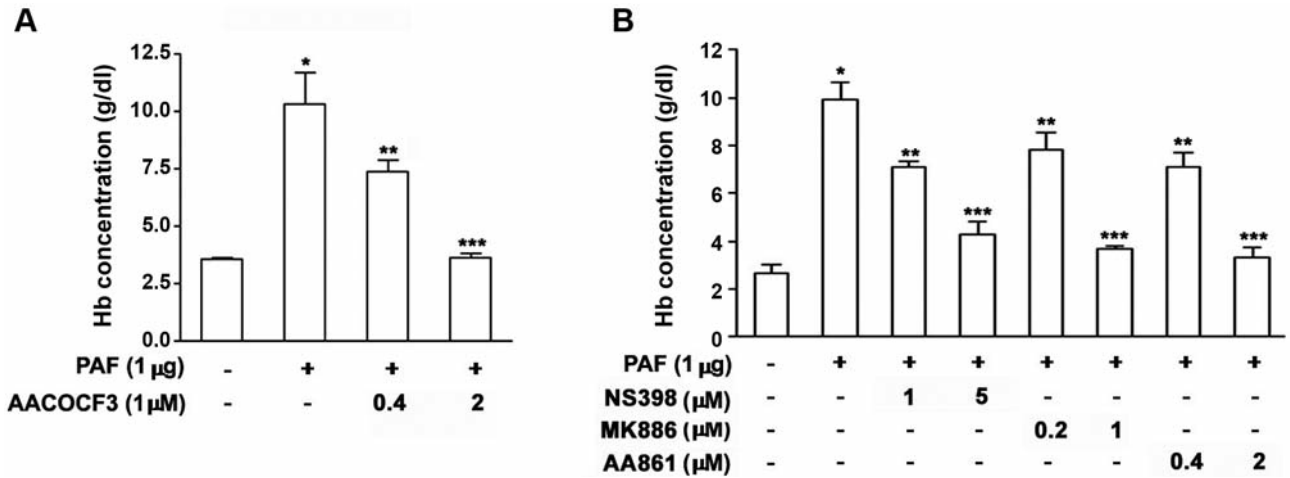 A
Hb concentration (g/dl)
12.5
10.0
7.5
5.0
2.5
0.0
*
**
***
PAF (1 µg) - + + +
AACOCF3 (1µM) - - 0.4 2
B
Hb concentration (g/dl)
12
10
8
6
4
2
0
*
**
***
**
***
**
***
PAF (1 µg) - + + + + + + +
NS398 (µM) - - 1 5 - - - -
MK886 (µM) - - - - 0.2 1 - -
AA861 (µM) - - - - - - 0.4 2